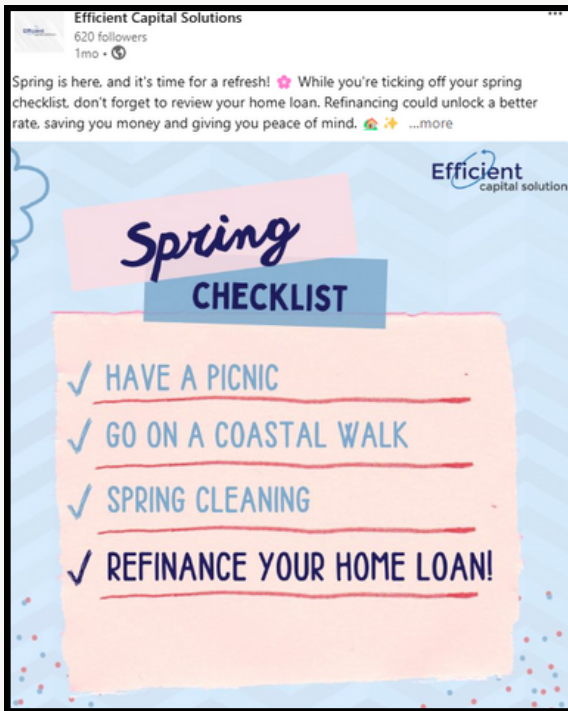 Efficient Capital Solutions
620 followers
1mo •
Spring is here, and it's time for a refresh! 🌸 While you're ticking off your spring
checklist, don't forget to review your home loan. Refinancing could unlock a better
rate, saving you money and giving you peace of mind. 🏡 ✨ ...more
Efficient
capital solutions
Spring
CHECKLIST
✓ HAVE A PICNIC
✓ GO ON A COASTAL WALK
✓ SPRING CLEANING
✓ REFINANCE YOUR HOME LOAN!